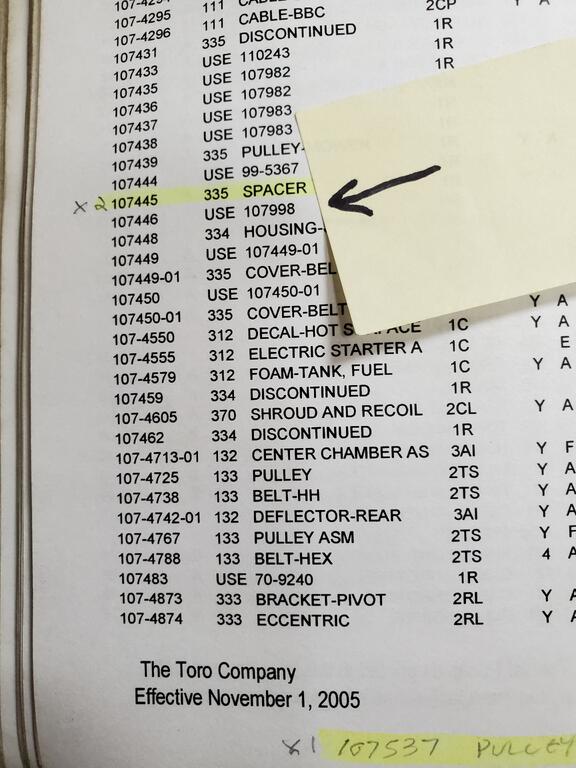 107-4295 111
107-4296 111 CABLE-BBC 2CP Y A
107431 335 DISCONTINUED 1R
107433 USE 110243 1R
107435 USE 107982 1R
107436 USE 107982
107437 USE 107983
107438 USE 107983
107439 335 PULLEY-
107444 USE 99-5367
x 2 107445 335 SPACER
107446 USE 107998
107448 334 HOUSING-
107449 USE 107449-01
107449-01 335 COVER-BEL
107450 USE 107450-01 Y A
107450-01 335 COVER-BELT Y A
107-4550 312 DECAL-HOT 1C E
107-4555 312 ELECTRIC STARTER A 1C Y A
107-4579 312 FOAM-TANK, FUEL 1C
107459 334 DISCONTINUED 1R
107-4605 370 SHROUD AND RECOIL 2CL Y A
107462 334 DISCONTINUED 1R
107-4713-01 132 CENTER CHAMBER AS 3AI Y F
107-4725 133 PULLEY 2TS Y A
107-4738 133 BELT-HH 2TS Y A
107-4742-01 132 DEFLECTOR-REAR 3AI Y A
107-4767 133 PULLEY ASM 2TS Y F
107-4788 133 BELT-HEX 2TS 4 A
107483 USE 70-9240 1R
107-4873 333 BRACKET-PIVOT 2RL Y A
107-4874 333 ECCENTRIC 2RL Y A
The Toro Company
Effective November 1, 2005
x1 107537 PULLEY